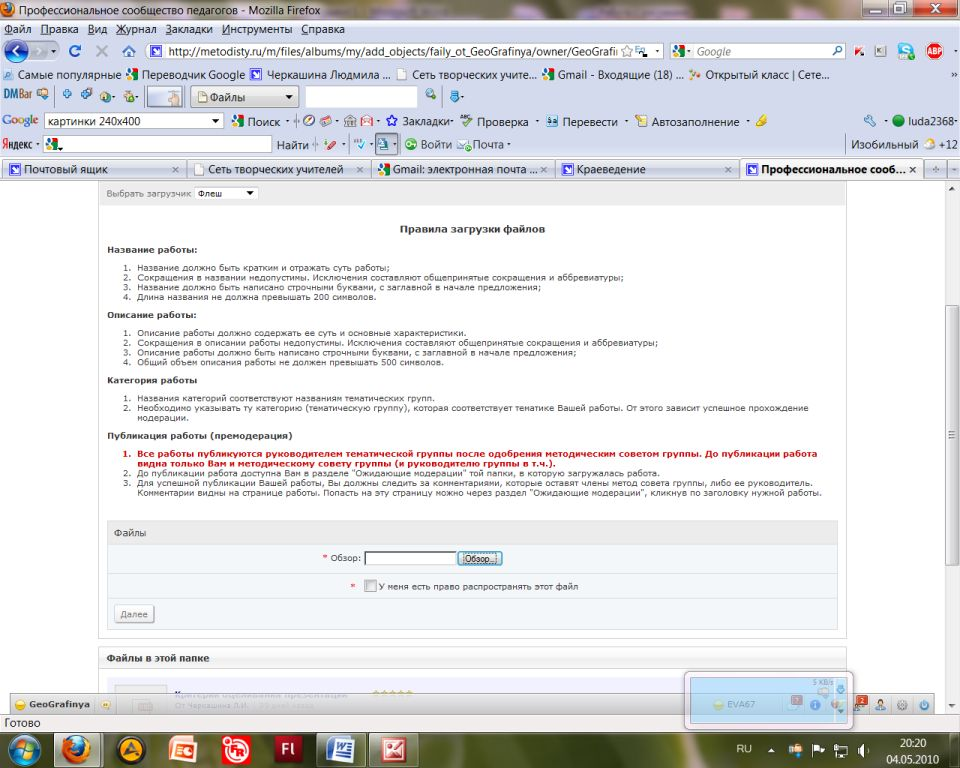 Профессиональное сообщество педагогов - Mozilla Firefox
Файл Правка Вид Журнал Закладки Инструменты Справка
http://metodisty.ru/m/files/albums/my/add_objects/faily_ot_GeoGrafinya/owner/GeoGrafi
Google
Самые популярные Переводчик Google Черкашина Людмила ... Сеть творческих учите... Gmail - Входящие (18) ... Открытый класс | Сете... »
DMBar Файлы
Google картинки 240x400 Поиск Закладки Проверка Перевести Автозаполнение luda2368
Яндекс Найти Войти Почта Изобильный +12
Почтовый ящик Сеть творческих учителей Gmail: электронная почта ... Краеведение Профессиональное сооб...
Выбрать загрузчик Флеш
Правила загрузки файлов
Название работы:
1. Название должно быть кратким и отражать суть работы;
2. Сокращения в названии недопустимы. Исключения составляют общепринятые сокращения и аббревиатуры;
3. Название должно быть написано строчными буквами, с заглавной в начале предложения;
4. Длина названия не должна превышать 200 символов.
Описание работы:
1. Описание работы должно содержать ее суть и основные характеристики.
2. Сокращения в описании работы недопустимы. Исключения составляют общепринятые сокращения и аббревиатуры;
3. Описание работы должно быть написано строчными буквами, с заглавной в начале предложения;
4. Общий объем описания работы не должен превышать 500 символов.
Категория работы
1. Названия категорий соответствуют названиям тематических групп.
2. Необходимо указывать ту категорию (тематическую группу), которая соответствует тематике Вашей работы. От этого зависит успешное прохождение
модерации.
Публикация работы (премодерация)
1. Все работы публикуются руководителем тематической группы после одобрения методическим советом группы. До публикации работа
видна только Вам и методическому совету группы (и руководителю группы в т.ч.).
2. До публикации работа доступна Вам в разделе "Ожидающие модерации" той папки, в которую загружалась работа.
3. Для успешной публикации Вашей работы, Вы должны следить за комментариями, которые оставят члены метод совета группы, либо ее руководитель.
Комментарии видны на странице работы. Попасть на эту страницу можно через раздел "Ожидающие модерации", кликнув по заголовку нужной работы.
Файлы
* Обзор: Обзор...
* У меня есть право распространять этот файл
Далее
Файлы в этой папке
Критерии оценивания презентации
От Черкашина Л.И.
5 KB/s
GeoGrafinya EVA67 2
Готово
RU 20:20
04.05.2010